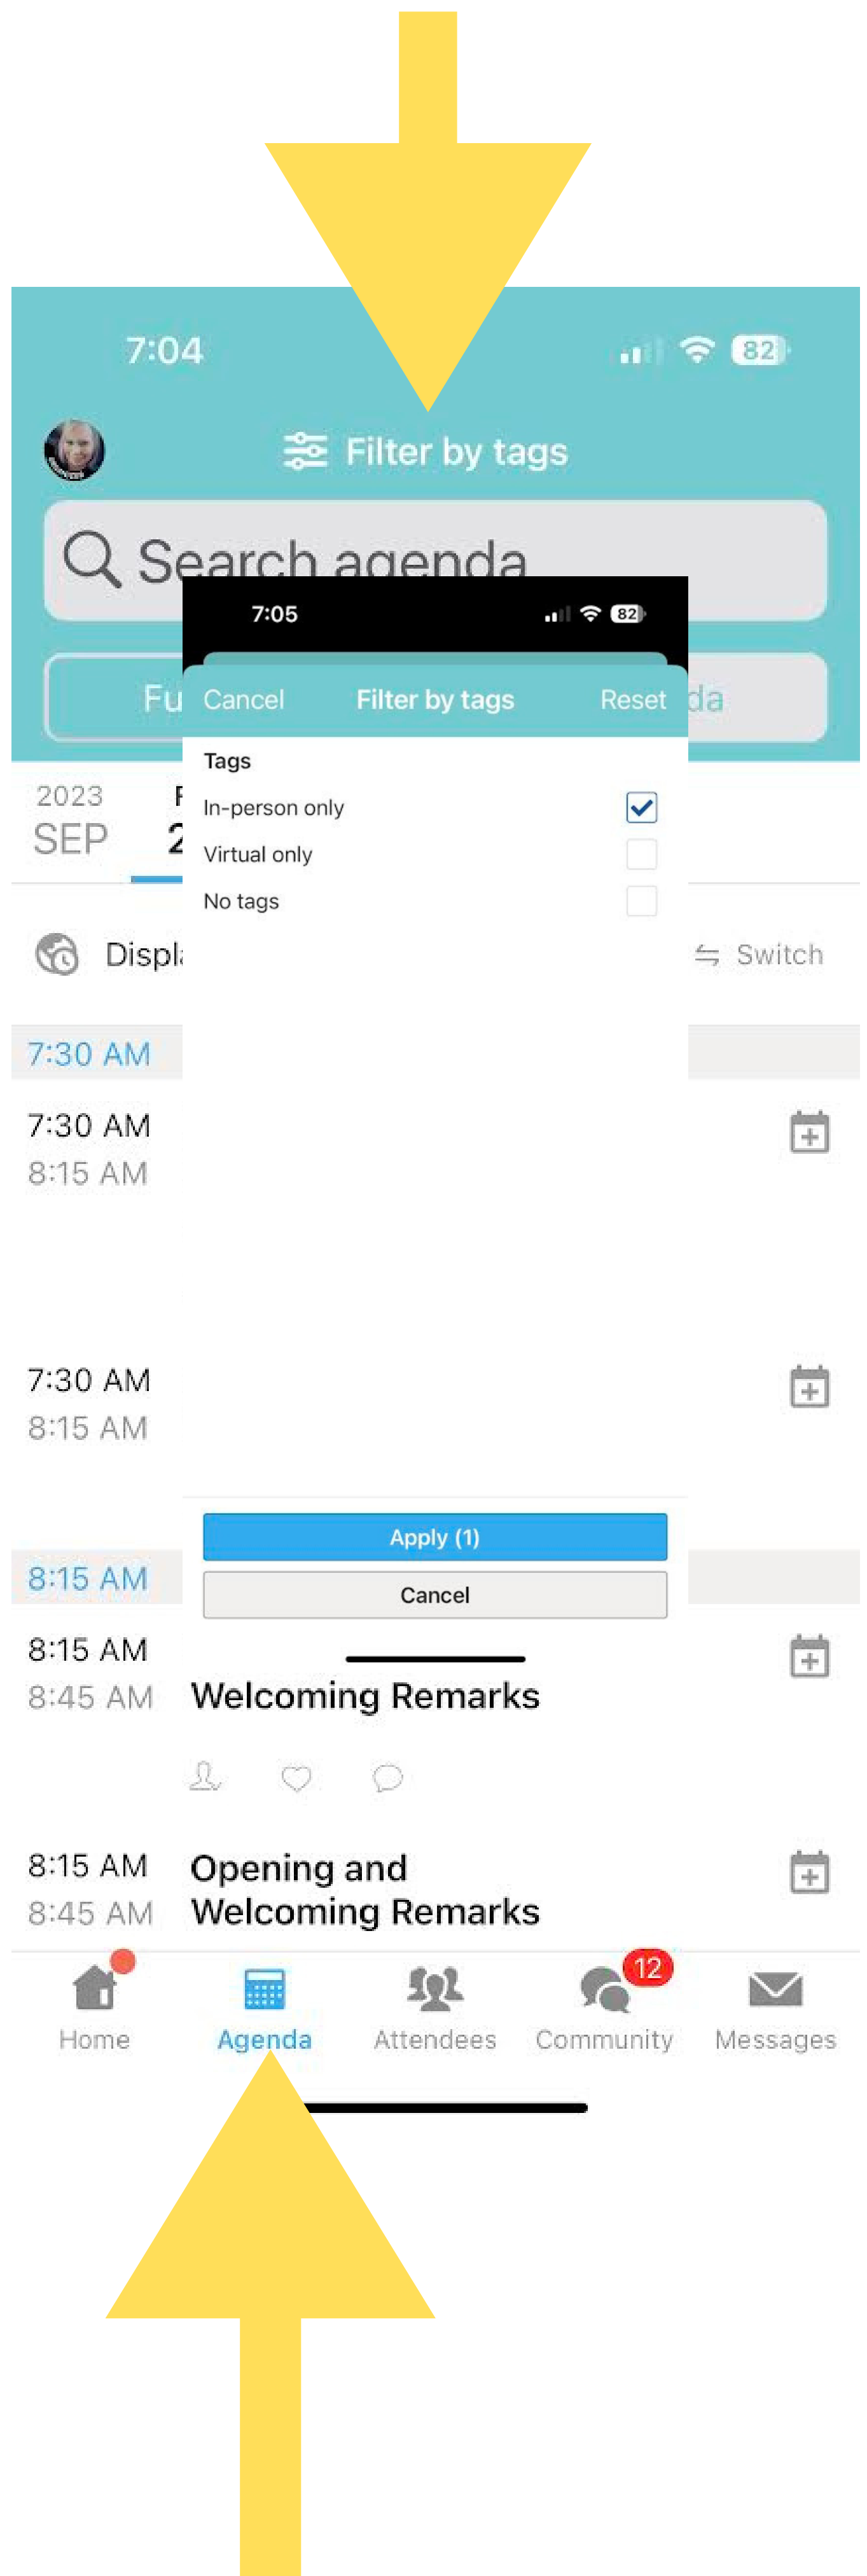 7:04
82
Filter by tags
Search agenda
7:05
82
Cancel Filter by tags Reset
Tags
2023
SEP
In-person only
Virtual only
No tags
Switch
7:30 AM
7:30 AM
8:15 AM
7:30 AM
8:15 AM
Apply (1)
Cancel
8:15 AM
8:15 AM
8:45 AM Welcoming Remarks
8:15 AM Opening and
8:45 AM Welcoming Remarks
12
Home Agenda Attendees Community Messages